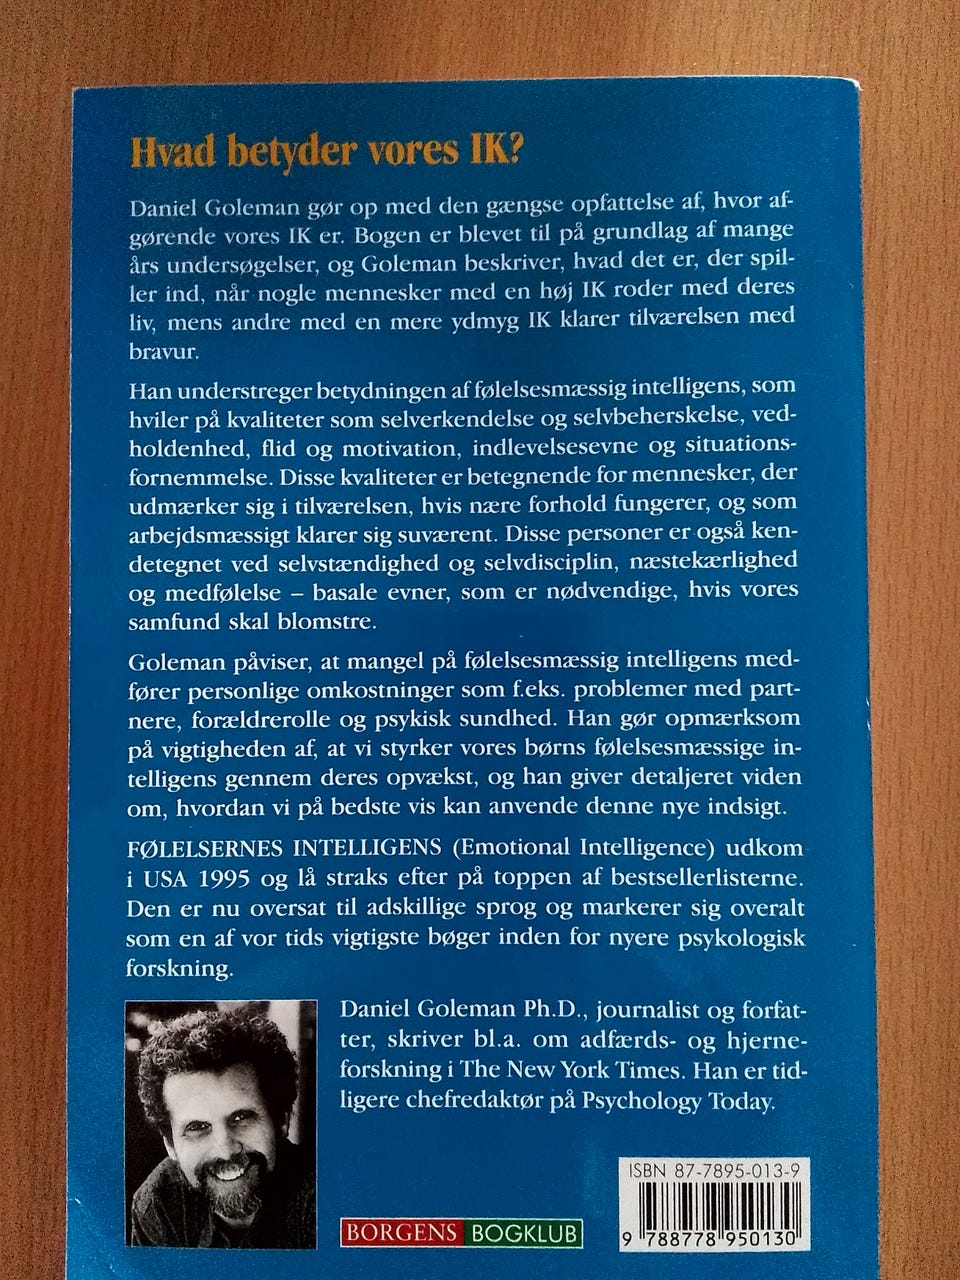 Hvad betyder vores IK?
Daniel Goleman gør op med den gængse opfattelse af, hvor af-
gørende vores IK er. Bogen er blevet til på grundlag af mange
års undersøgelser, og Goleman beskriver, hvad det er, der spil-
ler ind, når nogle mennesker med en høj IK roder med deres
liv, mens andre med en mere ydmyg IK klarer tilværelsen med
bravur.
Han understreger betydningen af følelsesmæssig intelligens, som
hviler på kvaliteter som selverkendelse og selvbeherskelse, ved-
holdenhed, flid og motivation, indlevelsesevne og situations-
fornemmelse. Disse kvaliteter er betegnende for mennesker, der
udmærker sig i tilværelsen, hvis nære forhold fungerer, og som
arbejdsmæssigt klarer sig suværent. Disse personer er også ken-
detegnet ved selvstændighed og selvdisciplin, næstekærlighed
og medfølelse – basale evner, som er nødvendige, hvis vores
samfund skal blomstre.
Goleman påviser, at mangel på følelsesmæssig intelligens med-
fører personlige omkostninger som f.eks. problemer med part-
nere, forældrerolle og psykisk sundhed. Han gør opmærksom
på vigtigheden af, at vi styrker vores børns følelsesmæssige in-
telligens gennem deres opvækst, og han giver detaljeret viden
om, hvordan vi på bedste vis kan anvende denne nye indsigt.
FØLELSERNES INTELLIGENS (Emotional Intelligence) udkom
i USA 1995 og lå straks efter på toppen af bestsellerlisterne.
Den er nu oversat til adskillige sprog og markerer sig overalt
som en af vor tids vigtigste bøger inden for nyere psykologisk
forskning.
Daniel Goleman Ph.D., journalist og forfat-
ter, skriver bl.a. om adfærds- og hjerne-
forskning i The New York Times. Han er tid-
ligere chefredaktør på Psychology Today.
BORGENS BOGKLUB
ISBN 87-7895-013-9
9 788778 950130